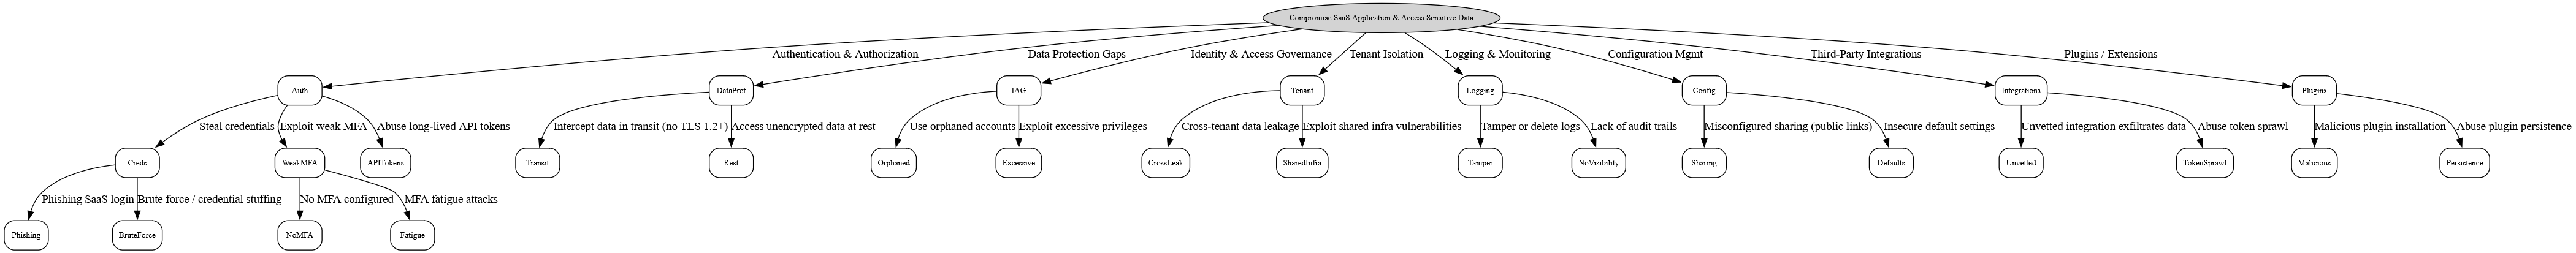 Compromise SaaS Application & Access Sensitive Data
Authentication & Authorization
Data Protection Gaps
Identity & Access Governance
Tenant Isolation
Logging & Monitoring
Configuration Mgmt
Third-Party Integrations
Plugins / Extensions
Auth
DataProt
IAG
Tenant
Logging
Config
Integrations
Plugins
Steal credentials
Exploit weak MFA
Abuse long-lived API tokens
Intercept data in transit (no TLS 1.2+)
Access unencrypted data at rest
Use orphaned accounts
Exploit excessive privileges
Cross-tenant data leakage
Exploit shared infra vulnerabilities
Tamper or delete logs
Lack of audit trails
Misconfigured sharing (public links)
Insecure default settings
Unvetted integration exfiltrates data
Abuse token sprawl
Malicious plugin installation
Abuse plugin persistence
Creds
WeakMFA
APITokens
Transit
Rest
Orphaned
Excessive
CrossLeak
SharedInfra
Tamper
NoVisibility
Sharing
Defaults
Unvetted
TokenSprawl
Malicious
Persistence
Phishing SaaS login
Brute force / credential stuffing
No MFA configured
MFA fatigue attacks
Phishing
BruteForce
NoMFA
Fatigue